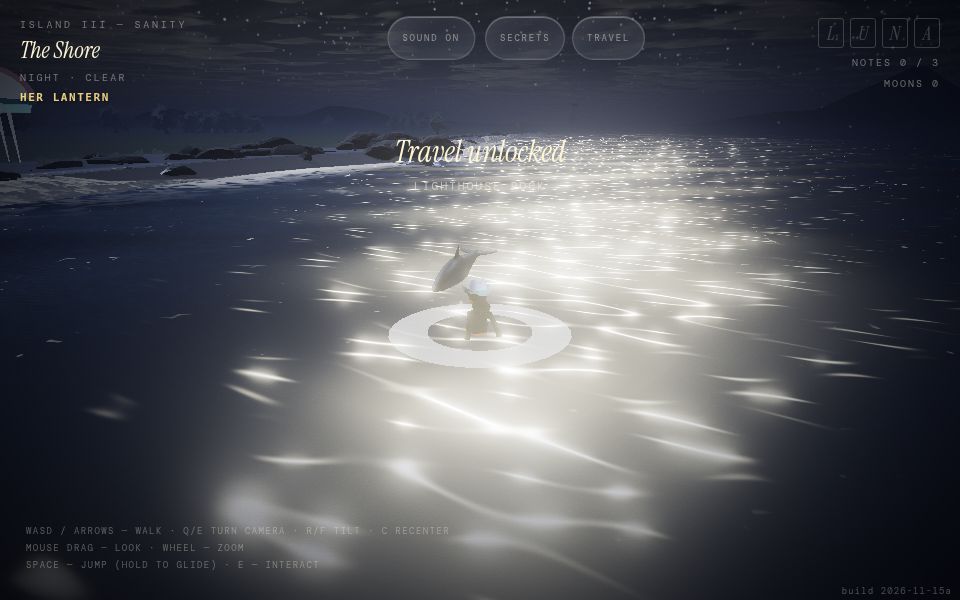 ISLAND III — SANITY
The Shore
NIGHT · CLEAR
HER LANTERN
SOUND ON
SECRETS
TRAVEL
L U N A
NOTES 0 / 3
MOONS 0
Travel unlocked
LIGHTHOUSE ROCK
WASD / ARROWS — WALK · Q/E TURN CAMERA · R/F TILT · C RECENTER
MOUSE DRAG — LOOK · WHEEL — ZOOM
SPACE — JUMP (HOLD TO GLIDE) · E — INTERACT
build 2026-11-15a